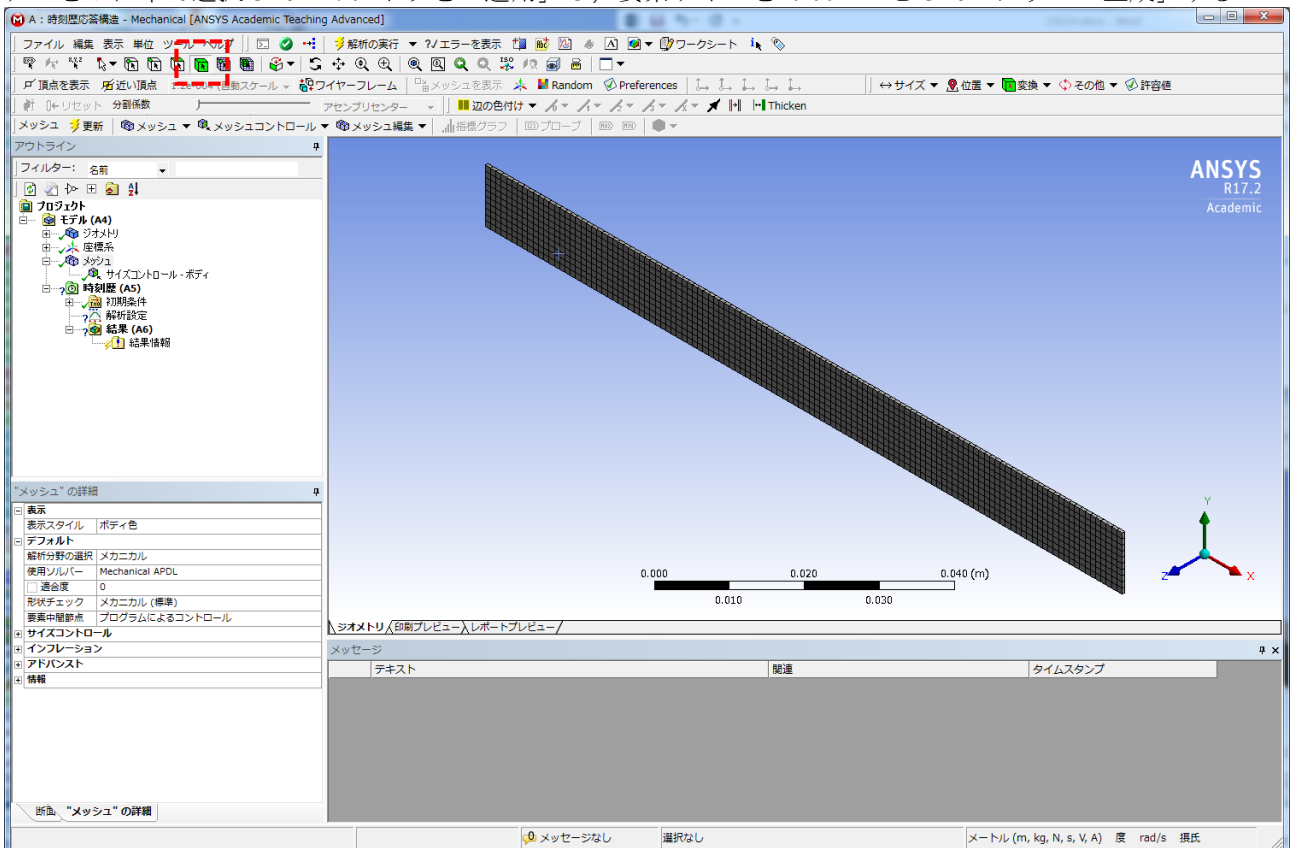 A : 時刻歴応答構造 - Mechanical [ANSYS Academic Teaching Advanced]
ファイル 編集 表示 単位 ツール ヘルプ 解析の実行 ?/エラーを表示 ワークシート
頂点を表示 近い頂点 (自動スケール) ワイヤーフレーム メッシュを表示 Random Preferences サイズ 位置 変換 その他 許容値
リセット 分割係数 アセンブリセンター 辺の色付け Thicken
メッシュ 更新 メッシュ メッシュコントロール メッシュ編集 指標グラフ プローブ
アウトライン
フィルター: 名前
プロジェクト
モデル (A4)
ジオメトリ
座標系
メッシュ
サイズコントロール - ボディ
時刻歴 (A5)
初期条件
解析設定
結果 (A6)
結果情報
ANSYS
R17.2
Academic
Y
Z
X
0.000 0.020 0.040 (m)
0.010 0.030
"メッシュ" の詳細
表示
表示スタイル ボディ色
デフォルト
解析分野の選択 メカニカル
使用ソルバー Mechanical APDL
適合度 0
形状チェック メカニカル (標準)
要素中間節点 プログラムによるコントロール
サイズコントロール
インフレーション
アドバンスト
情報
ジオメトリ 印刷プレビュー レポートプレビュー
メッセージ
テキスト 関連 タイムスタンプ
断面 "メッシュ" の詳細
メッセージなし 選択なし メートル (m, kg, N, s, V, A) 度 rad/s 摂氏